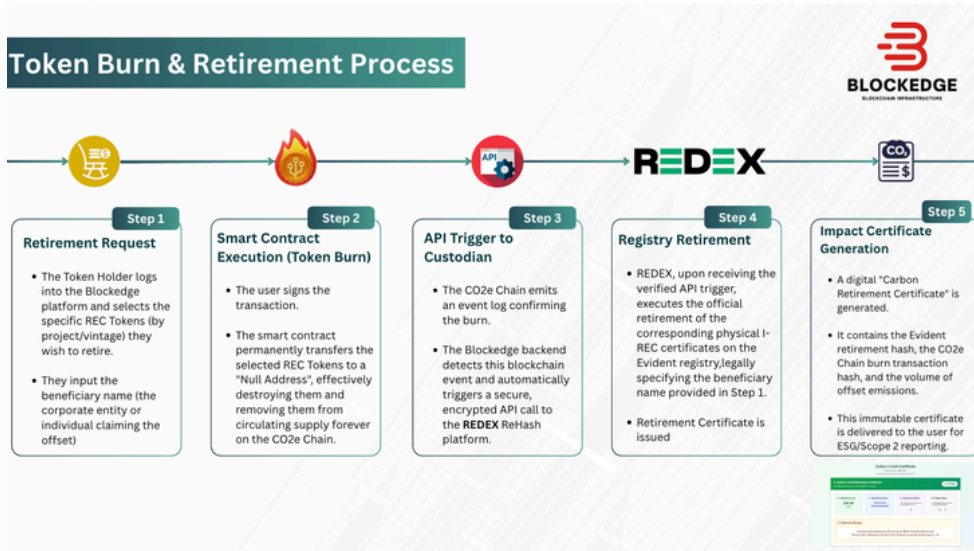 Token Burn & Retirement Process
BLOCKEDGE
BLOCKCHAIN INFRASTRUCTURE
API
REDEX
CO₂
$
Step 1
Retirement Request
• The Token Holder logs
into the Blockedge
platform and selects the
specific REC Tokens (by
project/vintage) they
wish to retire.
• They input the
beneficiary name (the
corporate entity or
individual claiming the
offset)
Step 2
Smart Contract
Execution (Token Burn)
• The user signs the
transaction.
• The smart contract
permanently transfers the
selected REC Tokens to a
"Null Address", effectively
destroying them and
removing them from
circulating supply forever
on the CO2e Chain.
Step 3
API Trigger to
Custodian
• The CO2e Chain emits
an event log confirming
the burn.
• The Blockedge backend
detects this blockchain
event and automatically
triggers a secure,
encrypted API call to
the REDEX ReHash
platform.
Step 4
Registry Retirement
• REDEX, upon receiving the
verified API trigger,
executes the official
retirement of the
corresponding physical I-
REC certificates on the
Evident registry,legally
specifying the beneficiary
name provided in Step 1.
• Retirement Certificate is
issued
Step 5
Impact Certificate
Generation
• A digital "Carbon
Retirement Certificate" is
generated.
• It contains the Evident
retirement hash, the CO2e
Chain burn transaction
hash, and the volume of
offset emissions.
• This immutable certificate
is delivered to the user for
ESG/Scope 2 reporting.
Carbon Credit Certificate